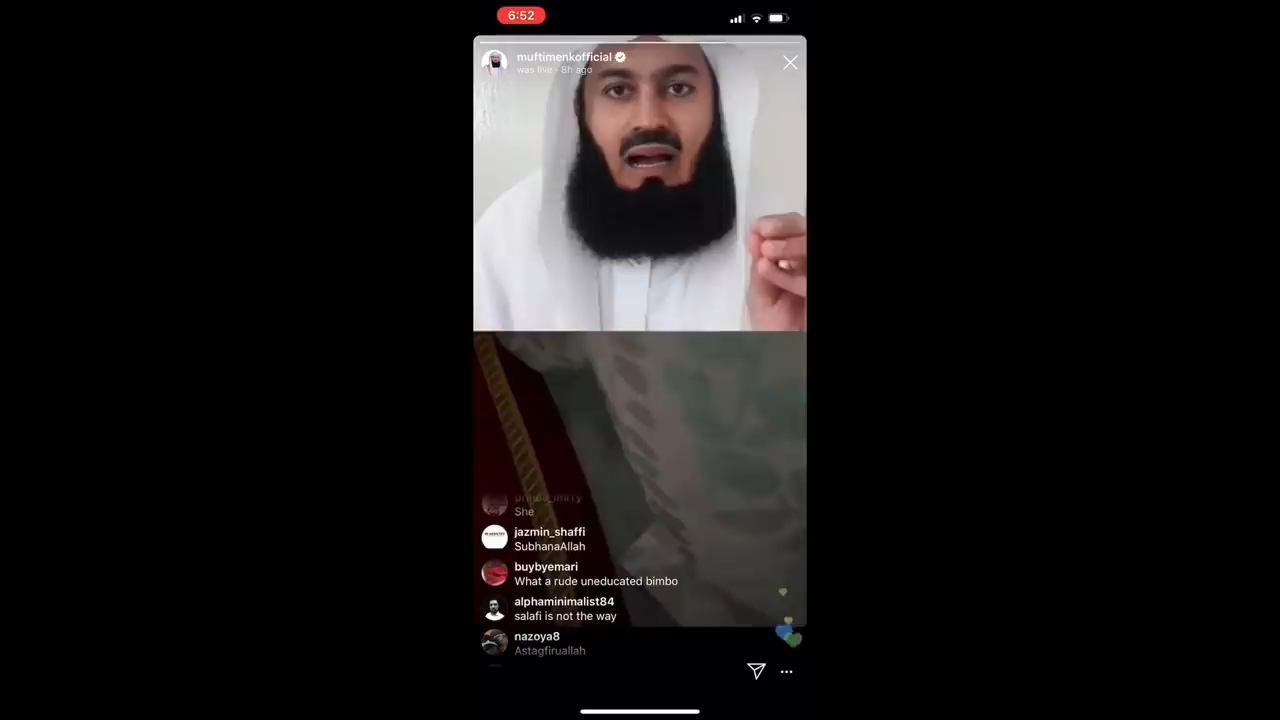 6:52
muftimenkofficial
was live · 8h ago
She
jazmin_shaffi
SubhanaAllah
buybyemari
What a rude uneducated bimbo
alphaminimalist84
salafi is not the way
nazoya8
Astagfiruallah